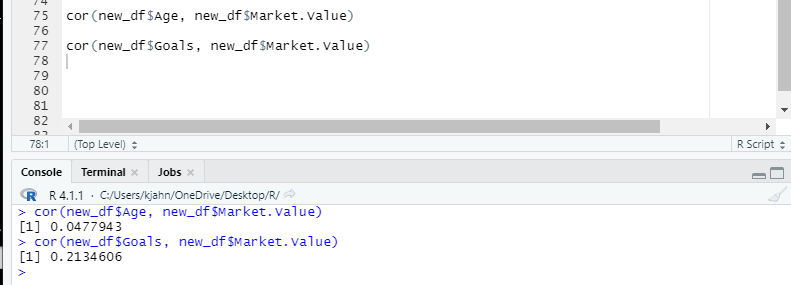 74
75 cor(new_df$Age, new_df$Market.Value)
76
77 cor(new_df$Goals, new_df$Market.Value)
78
79
80
81
82
83
78:1 (Top Level) R Script
Console Terminal Jobs
R R 4.1.1 · C:/Users/kjahn/OneDrive/Desktop/R/
> cor(new_df$Age, new_df$Market.Value)
[1] 0.0477943
> cor(new_df$Goals, new_df$Market.Value)
[1] 0.2134606
>